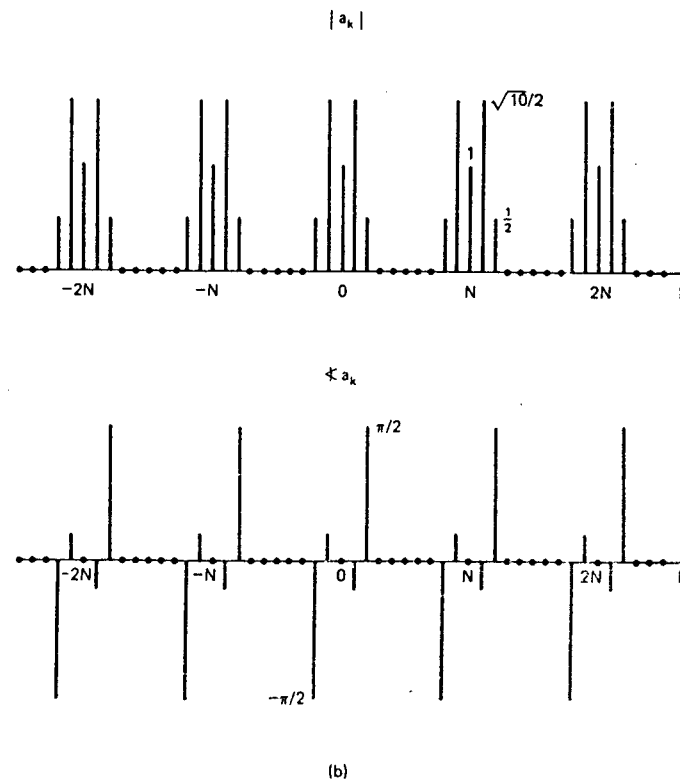 | aₖ |
√10/2
1
1/2
−2N −N 0 N 2N
∢ aₖ
π/2
−2N −N 0 N 2N
−π/2
(b)